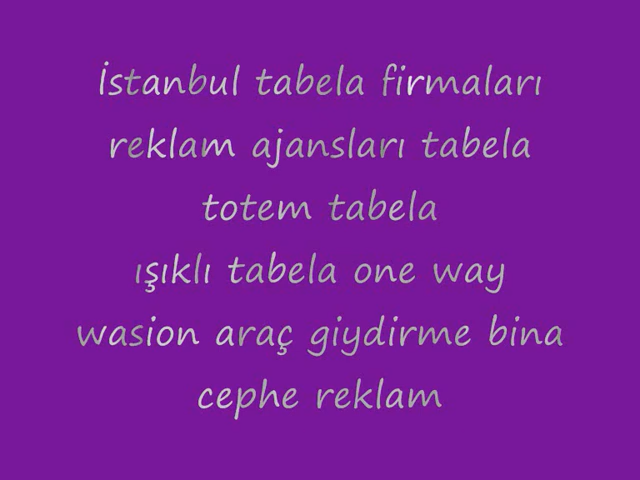 İstanbul tabela firmaları
reklam ajansları tabela
totem tabela
ışıklı tabela one way
wasion araç giydirme bina
cephe reklam